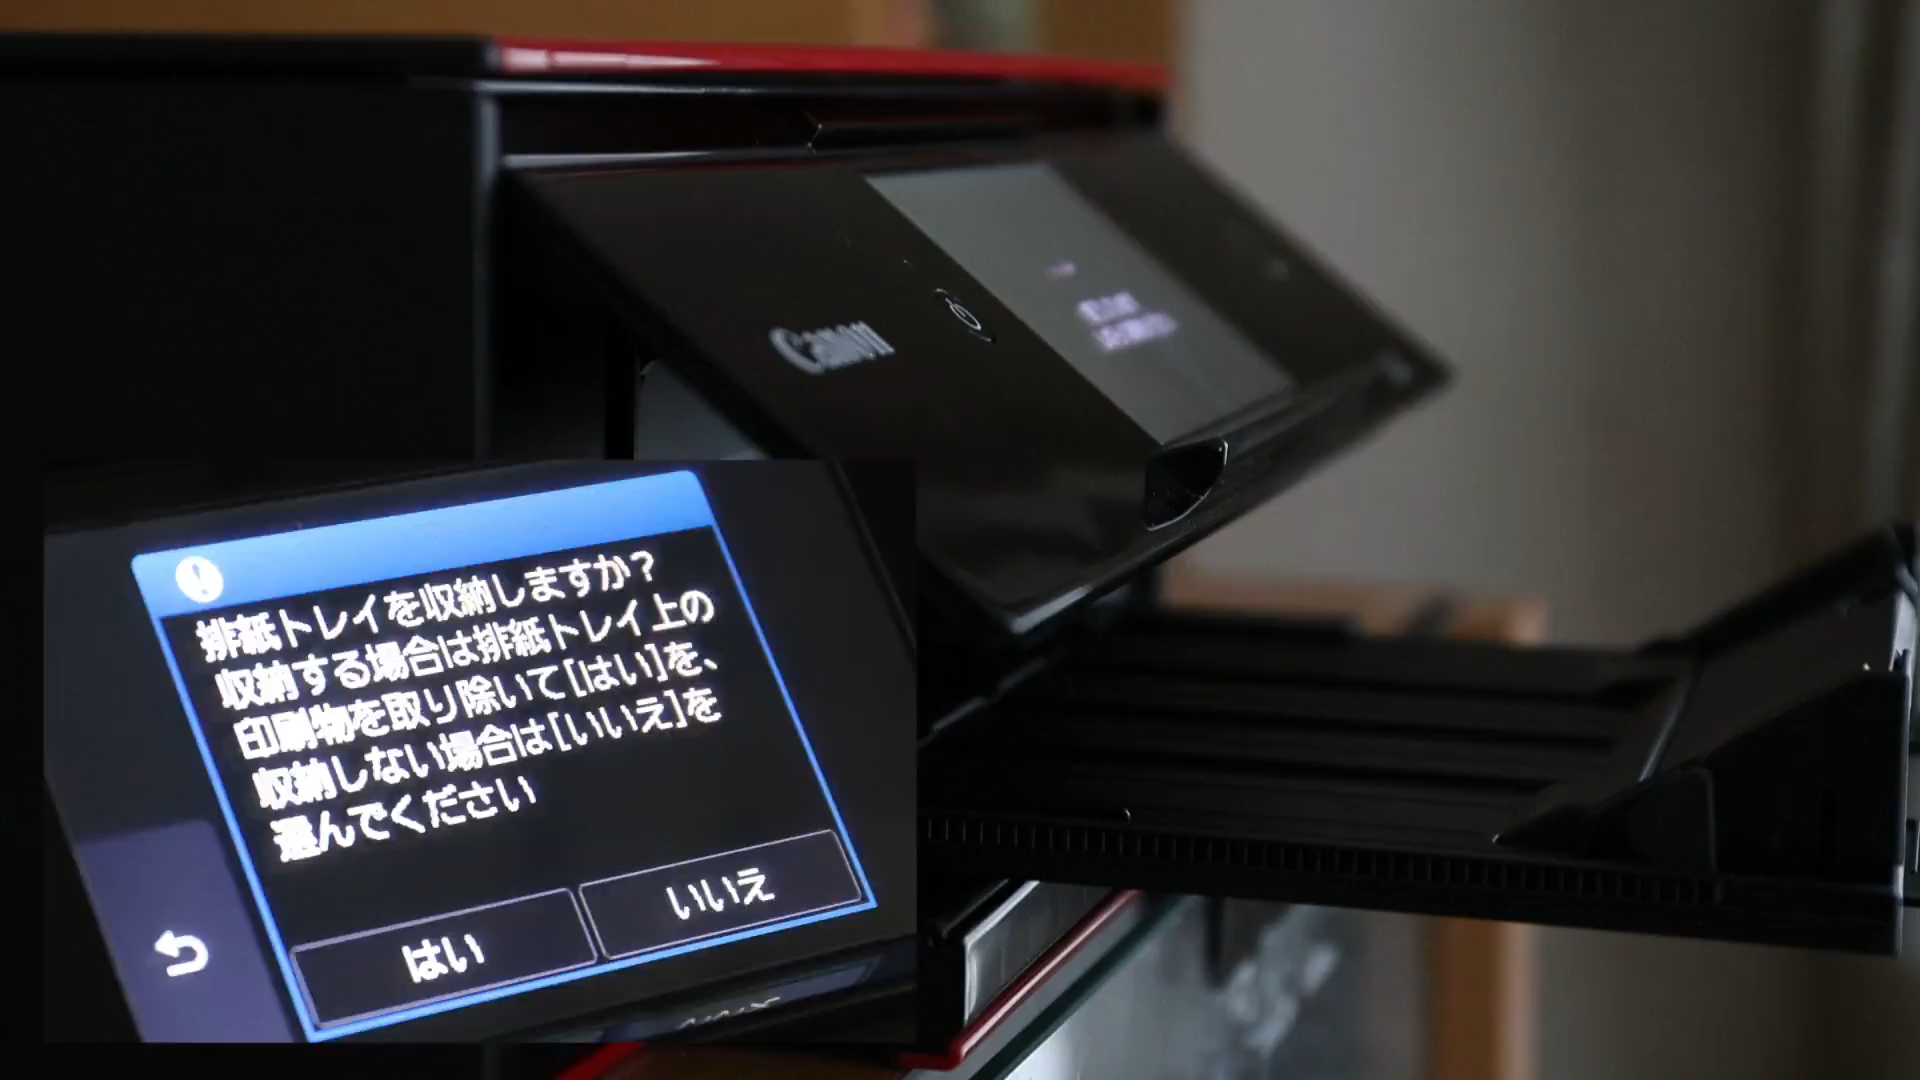 Canon
排紙トレイを収納しますか?
収納する場合は排紙トレイ上の
印刷物を取り除いて[はい]を、
収納しない場合は[いいえ]を
選んでください
はい
いいえ